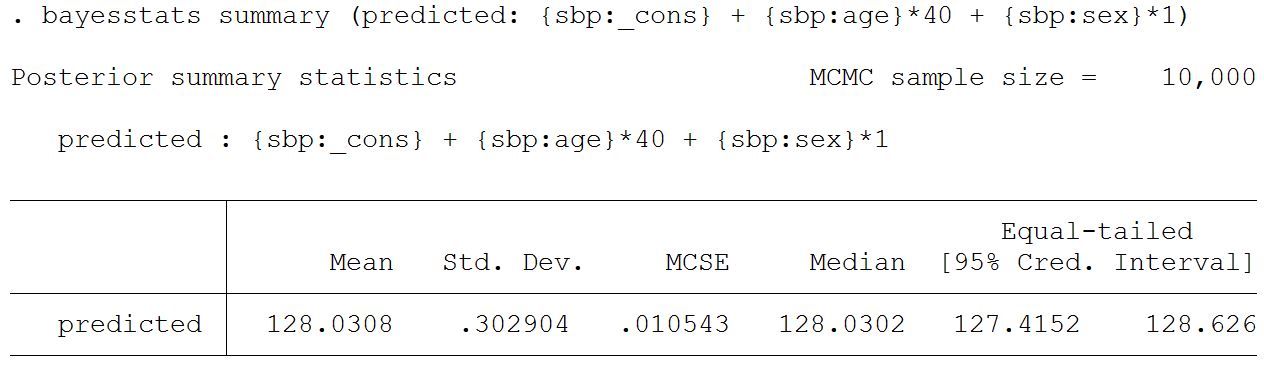 . bayesstats summary (predicted: {sbp:_cons} + {sbp:age}*40 + {sbp:sex}*1)
Posterior summary statistics                      MCMC sample size =    10,000
   predicted : {sbp:_cons} + {sbp:age}*40 + {sbp:sex}*1
Equal-tailed
Mean   Std. Dev.     MCSE     Median  [95% Cred. Interval]
predicted   128.0308   .302904   .010543   128.0302   127.4152    128.626